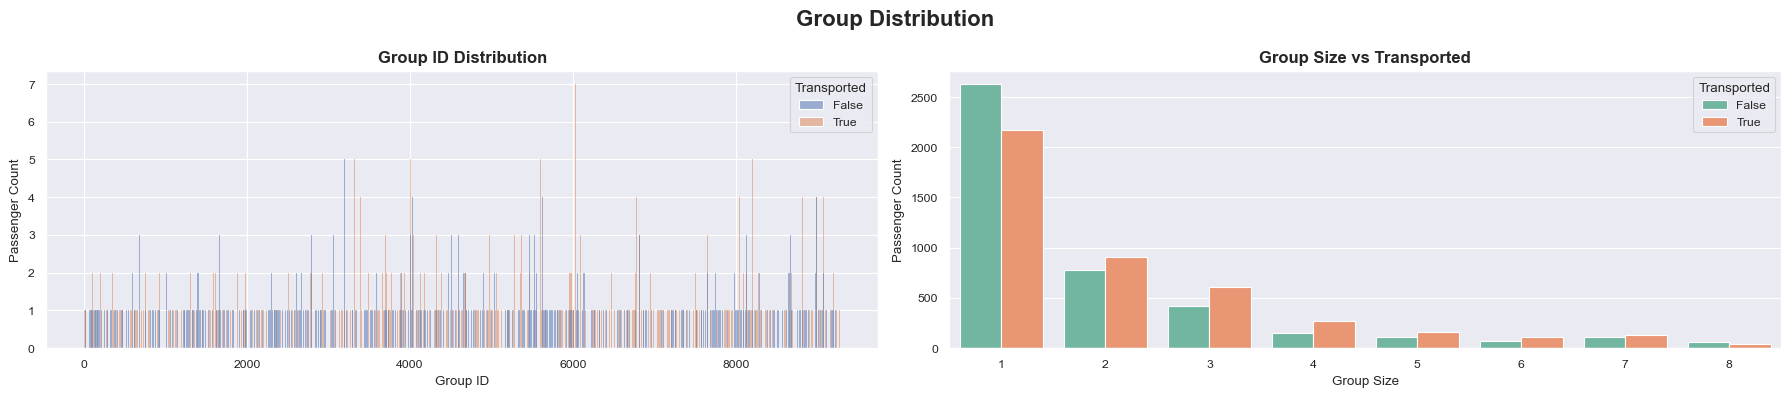 Group Distribution
Group ID Distribution
Passenger Count
7
6
5
4
3
2
1
0
Transported
False
True
0
2000
4000
6000
8000
Group ID
Group Size vs Transported
Passenger Count
2500
2000
1500
1000
500
0
Transported
False
True
1
2
3
4
5
6
7
8
Group Size